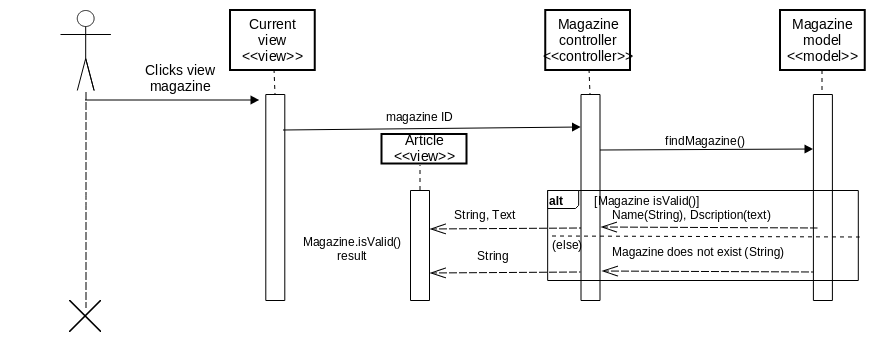 Current
view
<<view>>
Magazine
controller
<<controller>>
Magazine
model
<<model>>
Clicks view
magazine
magazine ID
findMagazine()
Article
<<view>>
alt
[Magazine isValid()]
String, Text
Name(String), Dscription(text)
Magazine.isValid()
result
(else)
String
Magazine does not exist (String)